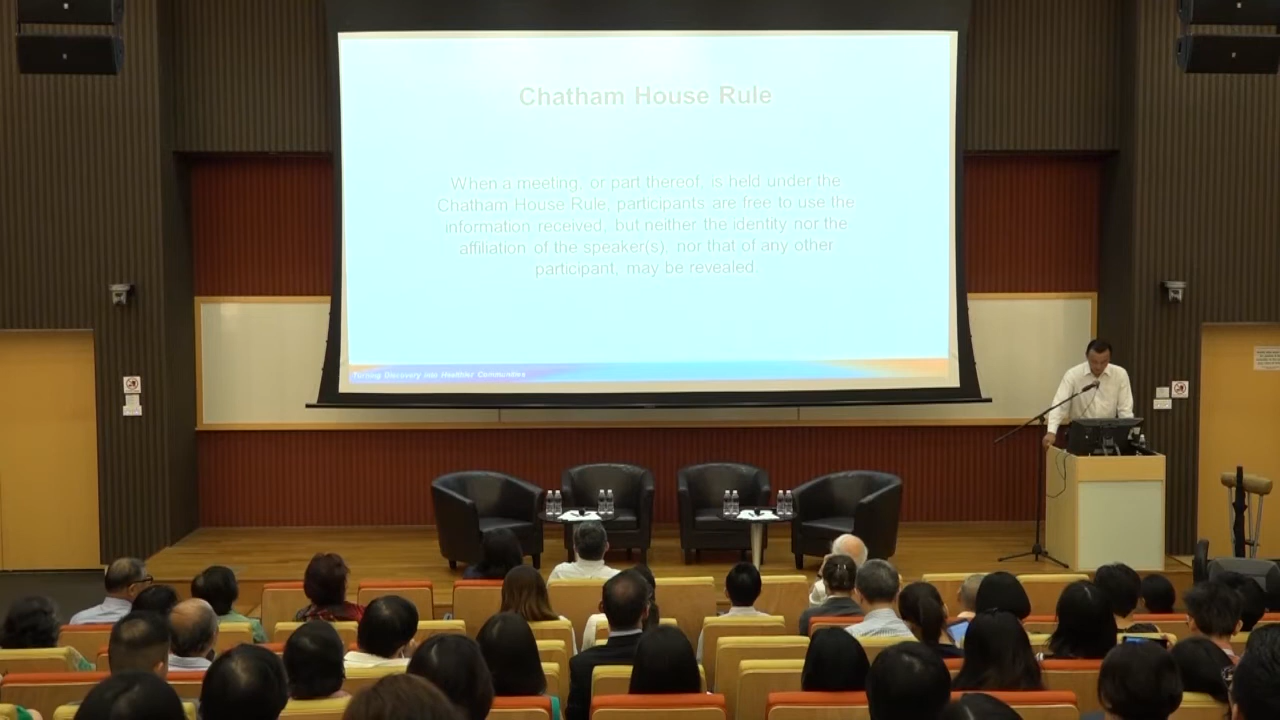 Chatham House Rule
When a meeting, or part thereof, is held under the
Chatham House Rule, participants are free to use the
information received, but neither the identity nor the
affiliation of the speaker(s), nor that of any other
participant, may be revealed.
Turning Discovery into Healthier Communities